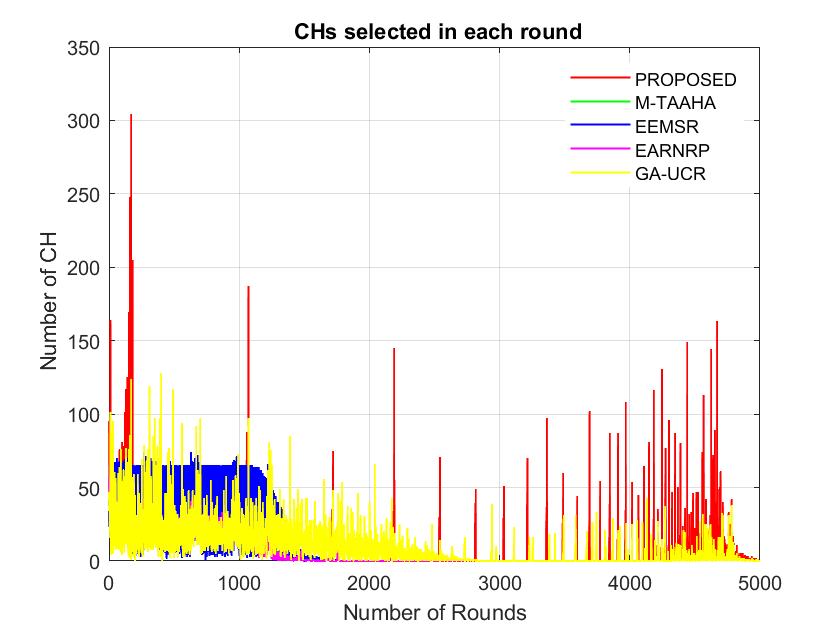 CHs selected in each round
350
300
250
200
150
100
50
0
Number of CH
PROPOSED
M-TAAHA
EEMSR
EARNRP
GA-UCR
0 1000 2000 3000 4000 5000
Number of Rounds